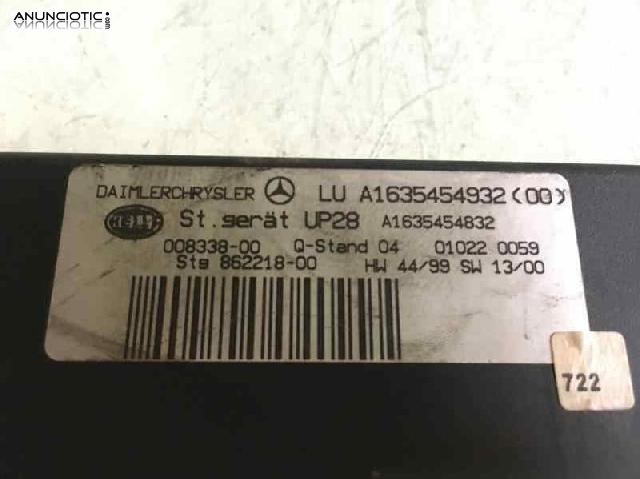 ANUNCIOTIC.COM
DAIMLERCHRYSLER LU A1635454932 (00)
HELLA St.gerät UP28 A1635454832
008338-00 Q-Stand 04 01022 0059
Stg 862218-00 HW 44/99 SW 13/00
722